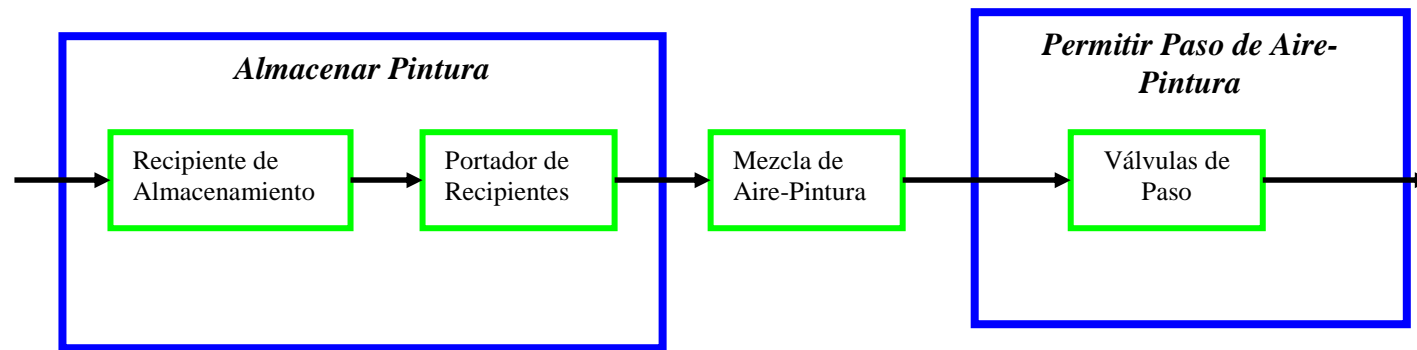 Almacenar Pintura
Recipiente de
Almacenamiento
Portador de
Recipientes
Mezcla de
Aire-Pintura
Permitir Paso de Aire-
Pintura
Válvulas de
Paso